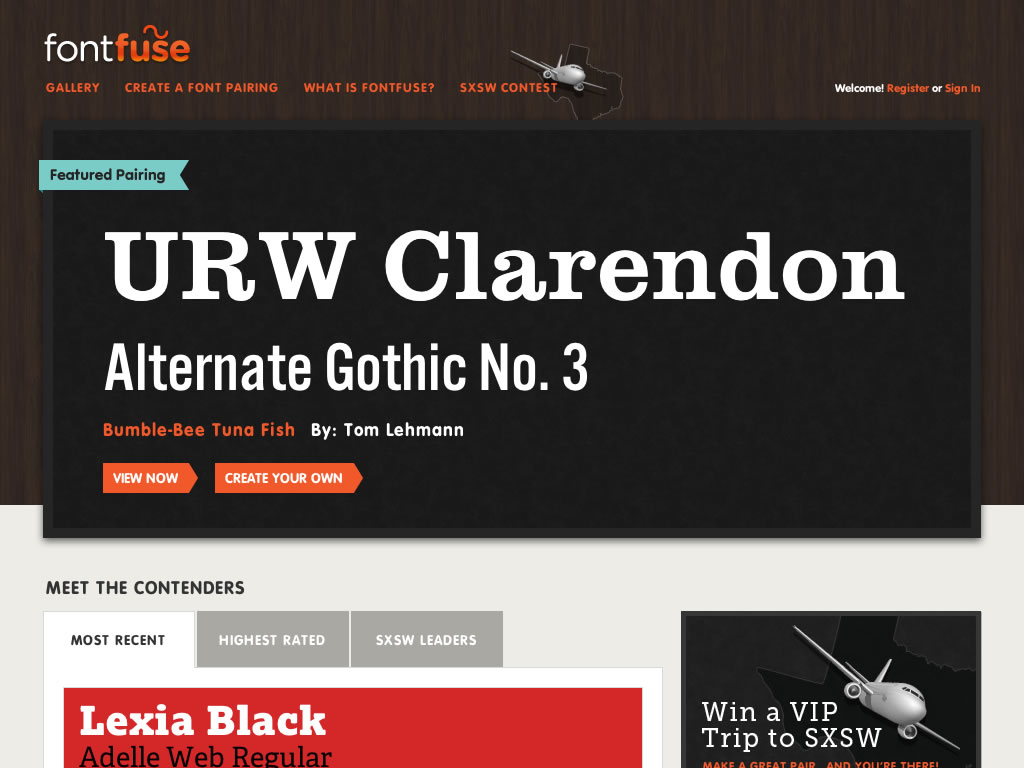 fontfuse
GALLERY CREATE A FONT PAIRING WHAT IS FONTFUSE? SXSW CONTEST
Welcome! Register or Sign In
Featured Pairing
URW Clarendon
Alternate Gothic No. 3
Bumble-Bee Tuna Fish By: Tom Lehmann
VIEW NOW CREATE YOUR OWN
MEET THE CONTENDERS
MOST RECENT HIGHEST RATED SXSW LEADERS
Lexia Black
Adelle Web Regular
Win a VIP
Trip to SXSW
MAKE A GREAT PAIR... AND YOU'RE THERE!